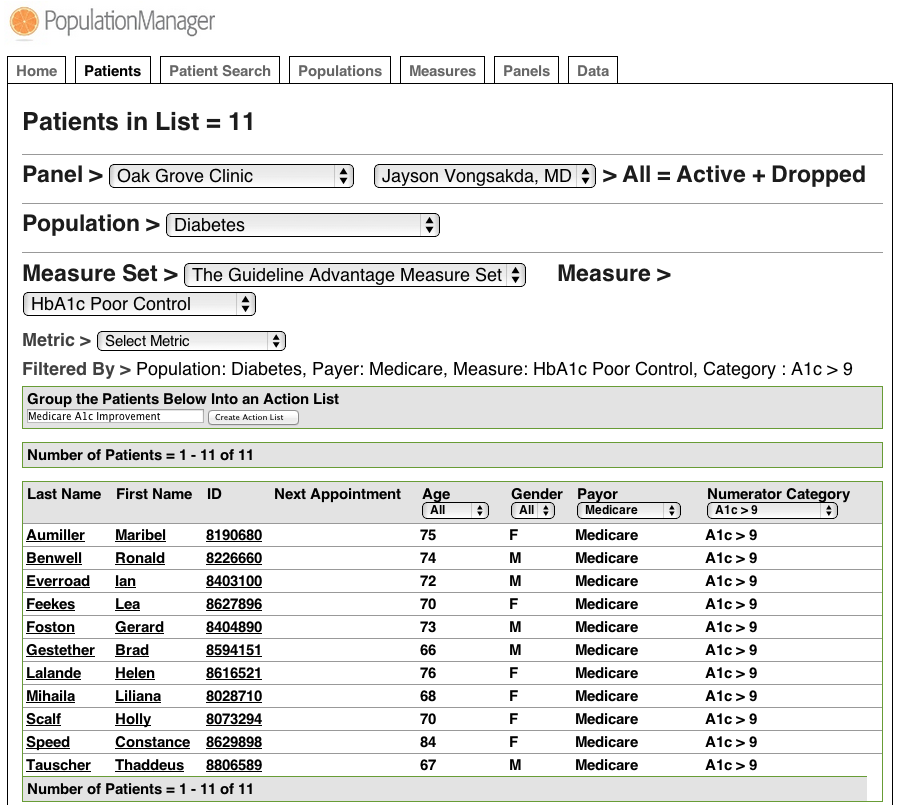 PopulationManager
Home Patients Patient Search Populations Measures Panels Data
Patients in List = 11
Panel > Oak Grove Clinic Jayson Vongsakda, MD > All = Active + Dropped
Population > Diabetes
Measure Set > The Guideline Advantage Measure Set Measure >
HbA1c Poor Control
Metric > Select Metric
Filtered By > Population: Diabetes, Payer: Medicare, Measure: HbA1c Poor Control, Category : A1c > 9
Group the Patients Below Into an Action List
Medicare A1c Improvement Create Action List
Number of Patients = 1 - 11 of 11
Last Name First Name ID Next Appointment Age Gender Payor Numerator Category
All All Medicare A1c > 9
Aumiller Maribel 8190680 75 F Medicare A1c > 9
Benwell Ronald 8226660 74 M Medicare A1c > 9
Everroad Ian 8403100 72 M Medicare A1c > 9
Feekes Lea 8627896 70 F Medicare A1c > 9
Foston Gerard 8404890 73 M Medicare A1c > 9
Gestether Brad 8594151 66 M Medicare A1c > 9
Lalande Helen 8616521 76 F Medicare A1c > 9
Mihaila Liliana 8028710 68 F Medicare A1c > 9
Scalf Holly 8073294 70 F Medicare A1c > 9
Speed Constance 8629898 84 F Medicare A1c > 9
Tauscher Thaddeus 8806589 67 M Medicare A1c > 9
Number of Patients = 1 - 11 of 11